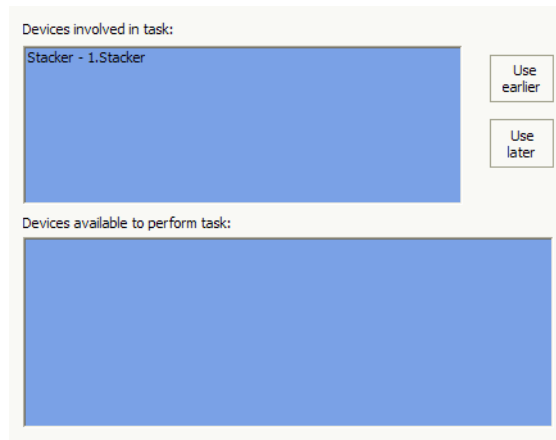 Devices involved in task:
Stacker - 1.Stacker
Use
earlier
Use
later
Devices available to perform task: